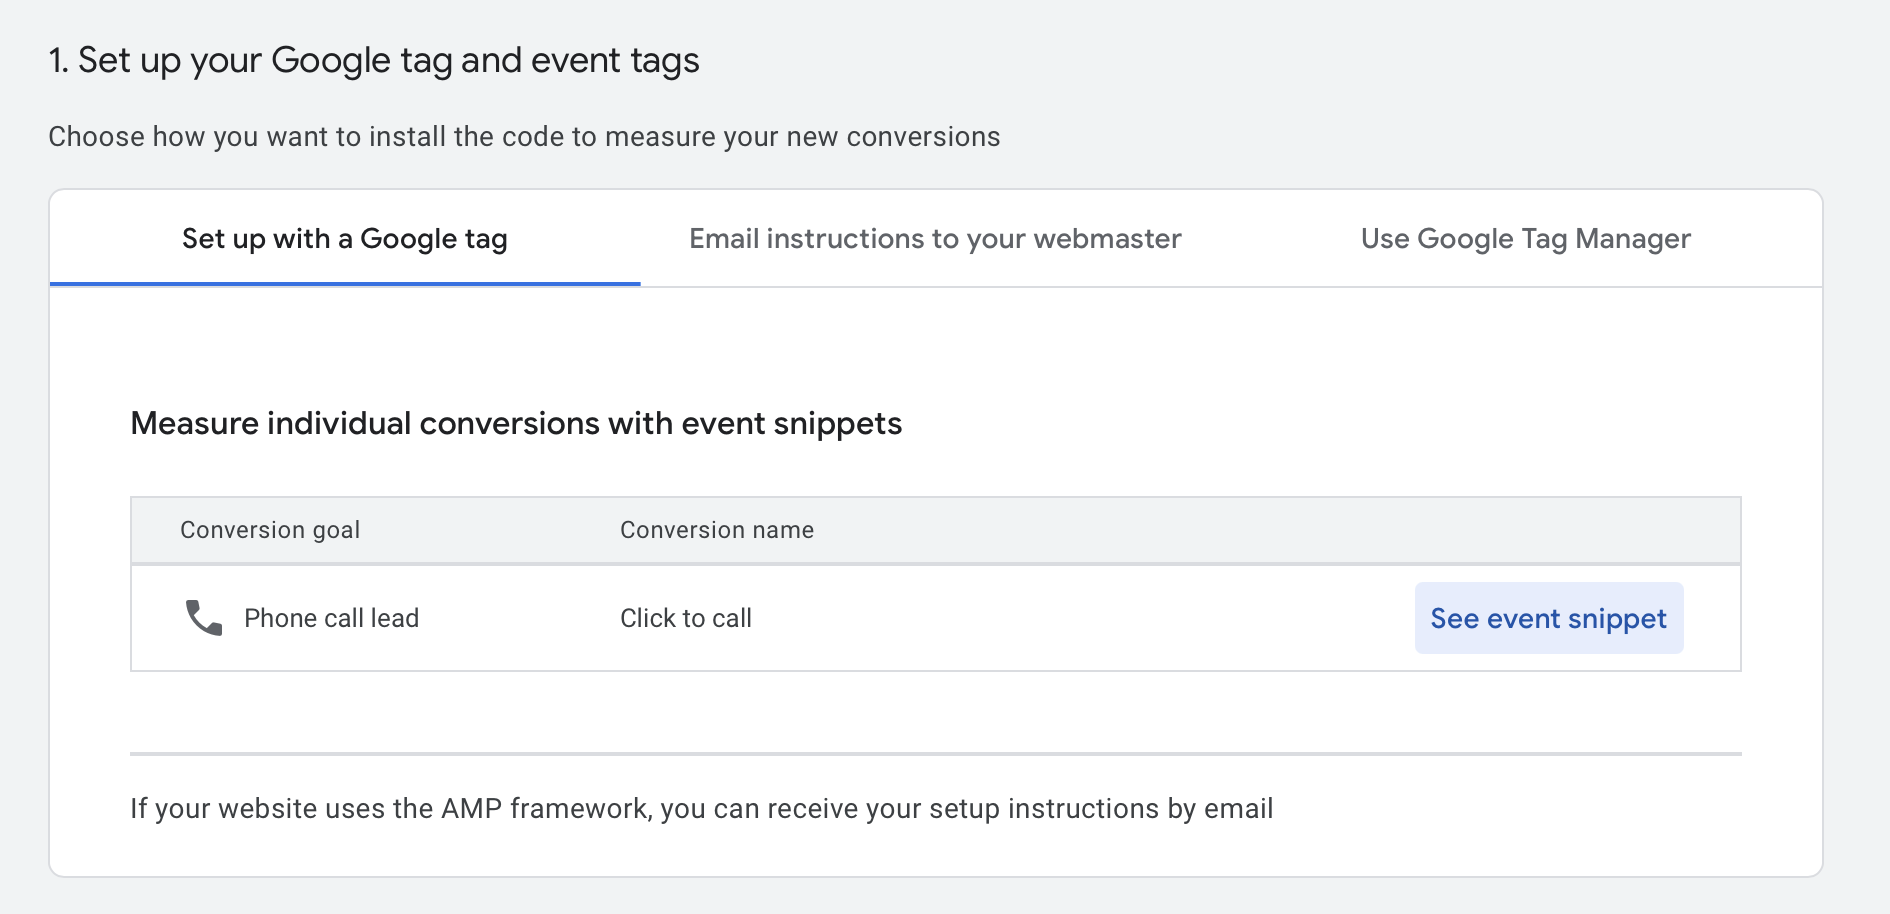 1. Set up your Google tag and event tags
Choose how you want to install the code to measure your new conversions
Set up with a Google tag
Email instructions to your webmaster
Use Google Tag Manager
Measure individual conversions with event snippets
Conversion goal
Conversion name
Phone call lead
Click to call
See event snippet
If your website uses the AMP framework, you can receive your setup instructions by email